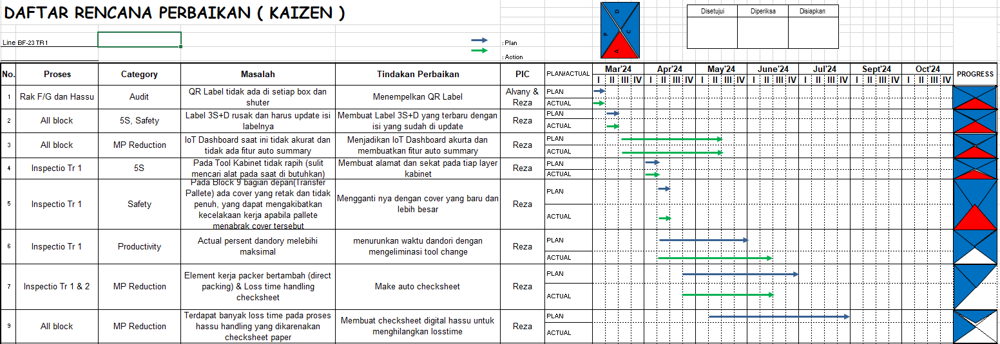 DAFTAR RENCANA PERBAIKAN ( KAIZEN )
D
P
C
A
Disetujui
Diperiksa
Disiapkan
Line BF-23 TR1
: Plan
: Action
No.
Proses
Category
Masalah
Tindakan Perbaikan
PIC
PLAN/ACTUAL
Mar'24
Apr'24
May'24
June'24
Jul'24
Sept'24
Oct'24
PROGRESS
I II III IV I II III IV I II III IV I II III IV I II III IV I II III IV I II III IV
1
Rak F/G dan Hassu
Audit
QR Label tidak ada di setiap box dan
shuter
Menempelkan QR Label
Alvany &
Reza
PLAN
ACTUAL
2
All block
5S, Safety
Label 3S+D rusak dan harus update isi
labelnya
Membuat Label 3S+D yang terbaru dengan
isi yang sudah di update
Reza
PLAN
ACTUAL
3
All block
MP Reduction
IoT Dashboard saat ini tidak akurat dan
tidak ada fitur auto summary
Menjadikan IoT Dashboard akurta dan
membuatkan fitur auto summary
Reza
PLAN
ACTUAL
4
Inspectio Tr 1
5S
Pada Tool Kabinet tidak rapih (sulit
mencari alat pada saat di butuhkan)
Membuat alamat dan sekat pada tiap layer
kabinet
Reza
PLAN
ACTUAL
5
Inspectio Tr 1
Safety
Pada Block 9 bagian depan(Transfer
Pallete) ada cover yang retak dan tidak
penuh, yang dapat mengakibatkan
kecelakaan kerja apabila pallete
menabrak cover tersebut
Mengganti nya dengan cover yang baru dan
lebih besar
Reza
PLAN
ACTUAL
6
Inspectio Tr 1
Productivity
Actual persent dandory melebihi
maksimal
menurunkan waktu dandori dengan
mengeliminasi tool change
Reza
PLAN
ACTUAL
7
Inspectio Tr 1 & 2
MP Reduction
Element kerja packer bertambah (direct
packing) & Loss time handling
checksheet
Make auto checksheet
Reza
PLAN
ACTUAL
9
All block
MP Reduction
Terdapat banyak loss time pada proses
hassu handling yang dikarenakan
checksheet paper
Membuat checksheet digital hassu untuk
menghilangkan losstime
Reza
PLAN
ACTUAL